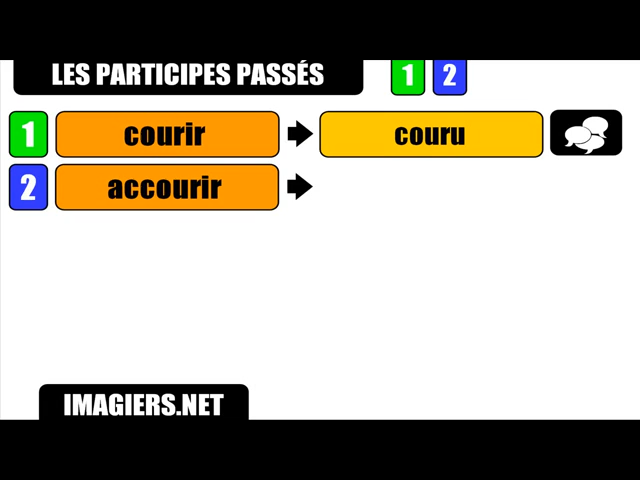 LES PARTICIPES PASSÉS 1 2
1 courir couru
2 accourir
IMAGIERS.NET